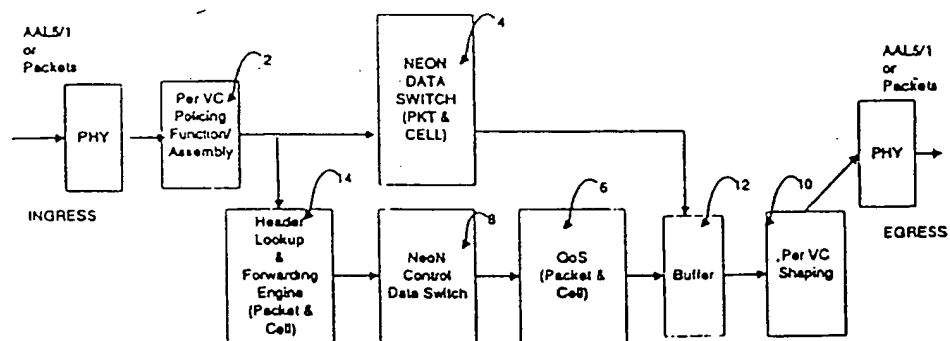 AAL5/1
or
Packets
2
Per VC
Policing
Function/
Assembly
PHY
INGRESS
4
NEON
DATA
SWITCH
(PKT &
CELL)
AAL5/1
or
Packets
PHY
EGRESS
14
Header
Lookup
&
Forwarding
Engine
(Packet &
Cell)
8
NeoN
Control
Data Switch
6
QoS
(Packet &
Cell)
12
Buffer
10
Per VC
Shaping